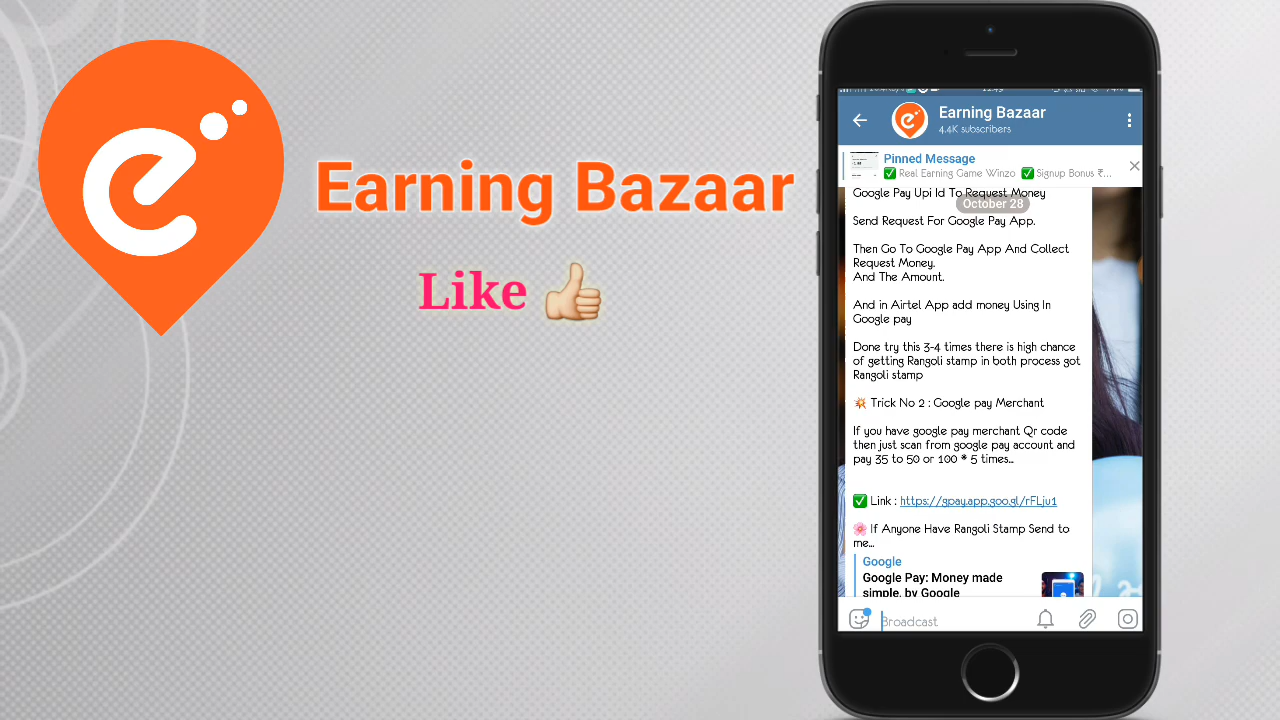 Earning Bazaar
Like 👍
Earning Bazaar
4.4K subscribers
Pinned Message
✅ Real Earning Game Winzo ✅ Signup Bonus ₹...
Google Pay Upi Id To Request Money
October 28
Send Request For Google Pay App.
Then Go To Google Pay App And Collect
Request Money.
And The Amount.
And in Airtel App add money Using In
Google pay
Done try this 3-4 times there is high chance
of getting Rangoli stamp in both process got
Rangoli stamp
💥 Trick No 2 : Google pay Merchant
If you have google pay merchant Qr code
then just scan from google pay account and
pay 35 to 50 or 100 * 5 times...
✅ Link : https://gpay.app.goo.gl/rFLju1
🌸 If Anyone Have Rangoli Stamp Send to
me...
Google
Google Pay: Money made
simple, by Google
Broadcast